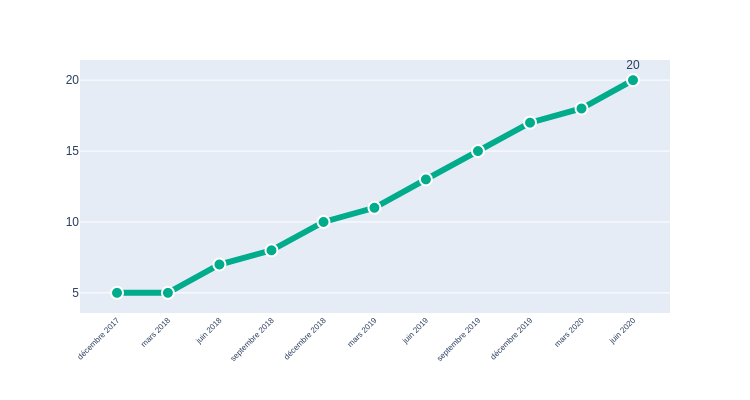 20
20
15
10
5
décembre 2017
mars 2018
juin 2018
septembre 2018
décembre 2018
mars 2019
juin 2019
septembre 2019
décembre 2019
mars 2020
juin 2020